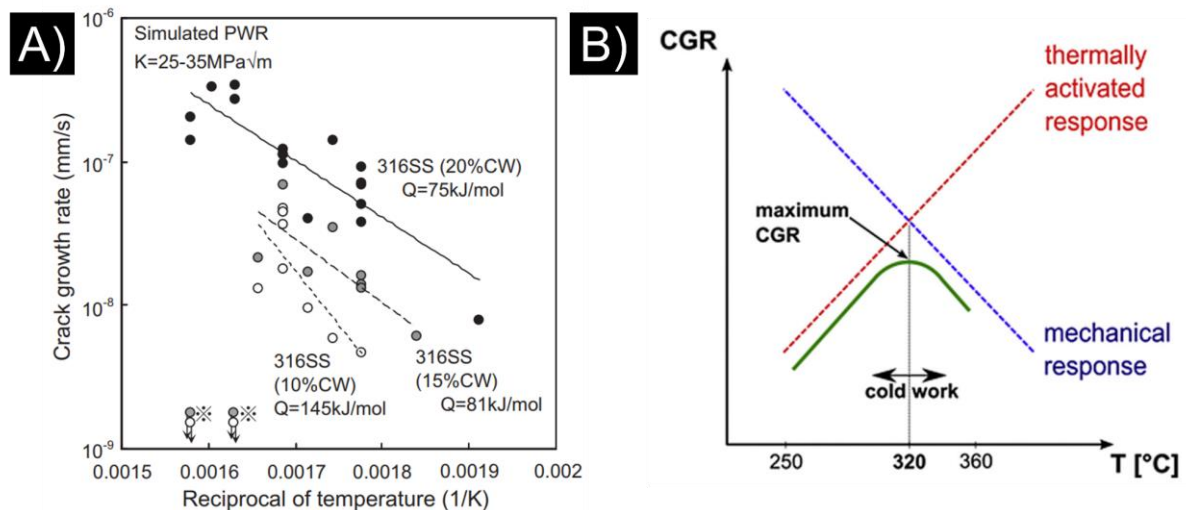 A)
Simulated PWR
K=25-35MPa√m
10-6
10-7
10-8
10-9
Crack growth rate (mm/s)
316SS (20%CW)
Q=75kJ/mol
316SS
(10%CW)
Q=145kJ/mol
316SS
(15%CW)
Q=81kJ/mol
※
※
0.0015
0.0016
0.0017
0.0018
0.0019
0.002
Reciprocal of temperature (1/K)
B)
CGR
thermally
activated
response
maximum
CGR
mechanical
response
cold work
250
320
360
T [°C]